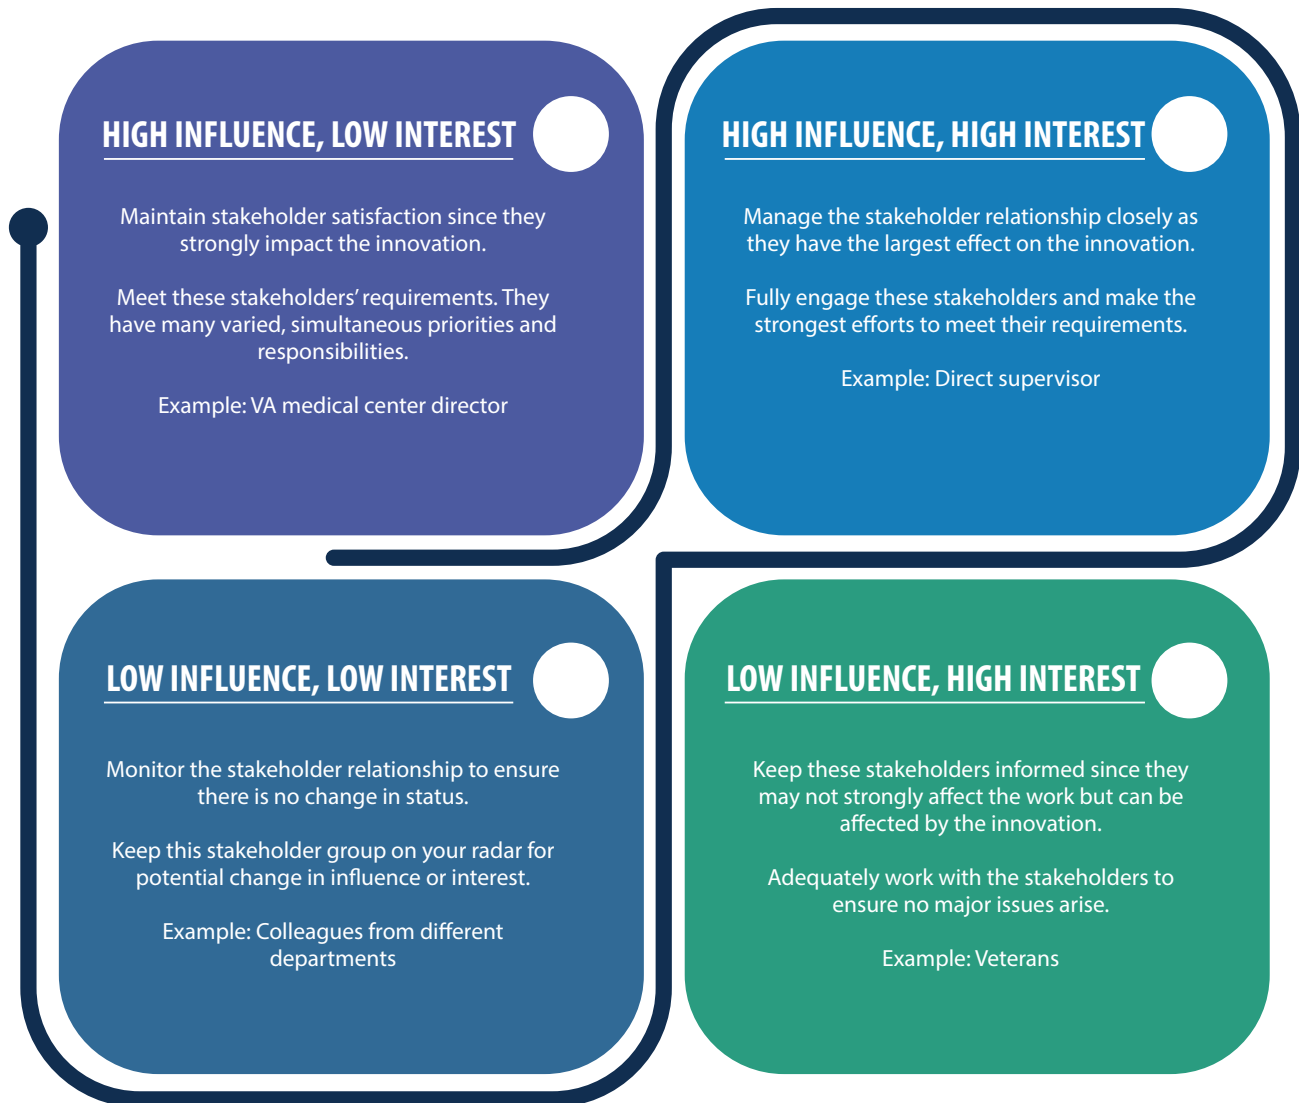 HIGH INFLUENCE, LOW INTEREST
Maintain stakeholder satisfaction since they
strongly impact the innovation.
Meet these stakeholders’ requirements. They
have many varied, simultaneous priorities and
responsibilities.
Example: VA medical center director
HIGH INFLUENCE, HIGH INTEREST
Manage the stakeholder relationship closely as
they have the largest effect on the innovation.
Fully engage these stakeholders and make the
strongest efforts to meet their requirements.
Example: Direct supervisor
LOW INFLUENCE, LOW INTEREST
Monitor the stakeholder relationship to ensure
there is no change in status.
Keep this stakeholder group on your radar for
potential change in influence or interest.
Example: Colleagues from different
departments
LOW INFLUENCE, HIGH INTEREST
Keep these stakeholders informed since they
may not strongly affect the work but can be
affected by the innovation.
Adequately work with the stakeholders to
ensure no major issues arise.
Example: Veterans